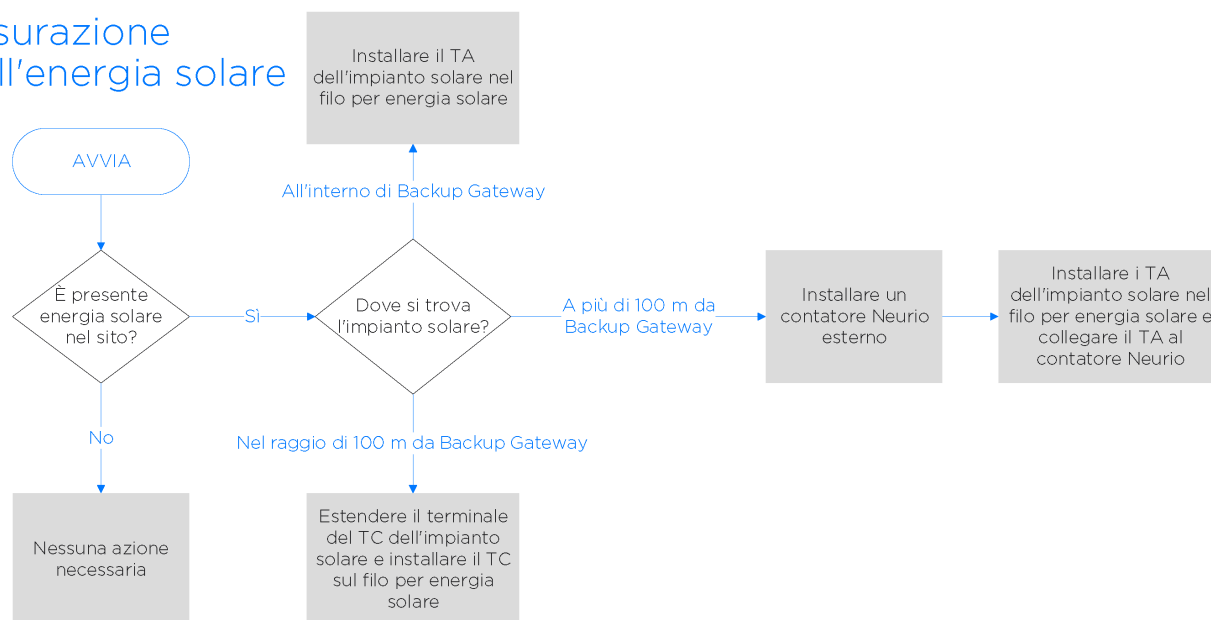 surazione
ll'energia solare
Installare il TA
dell'impianto solare nel
filo per energia solare
AVVIA
All'interno di Backup Gateway
È presente
energia solare
nel sito?
Sì
Dove si trova
l'impianto solare?
A più di 100 m da
Backup Gateway
Installare un
contatore Neurio
esterno
Installare i TA
dell'impianto solare nel
filo per energia solare e
collegare il TA al
contatore Neurio
No
Nel raggio di 100 m da Backup Gateway
Nessuna azione
necessaria
Estendere il terminale
del TC dell'impianto
solare e installare il TC
sul filo per energia
solare